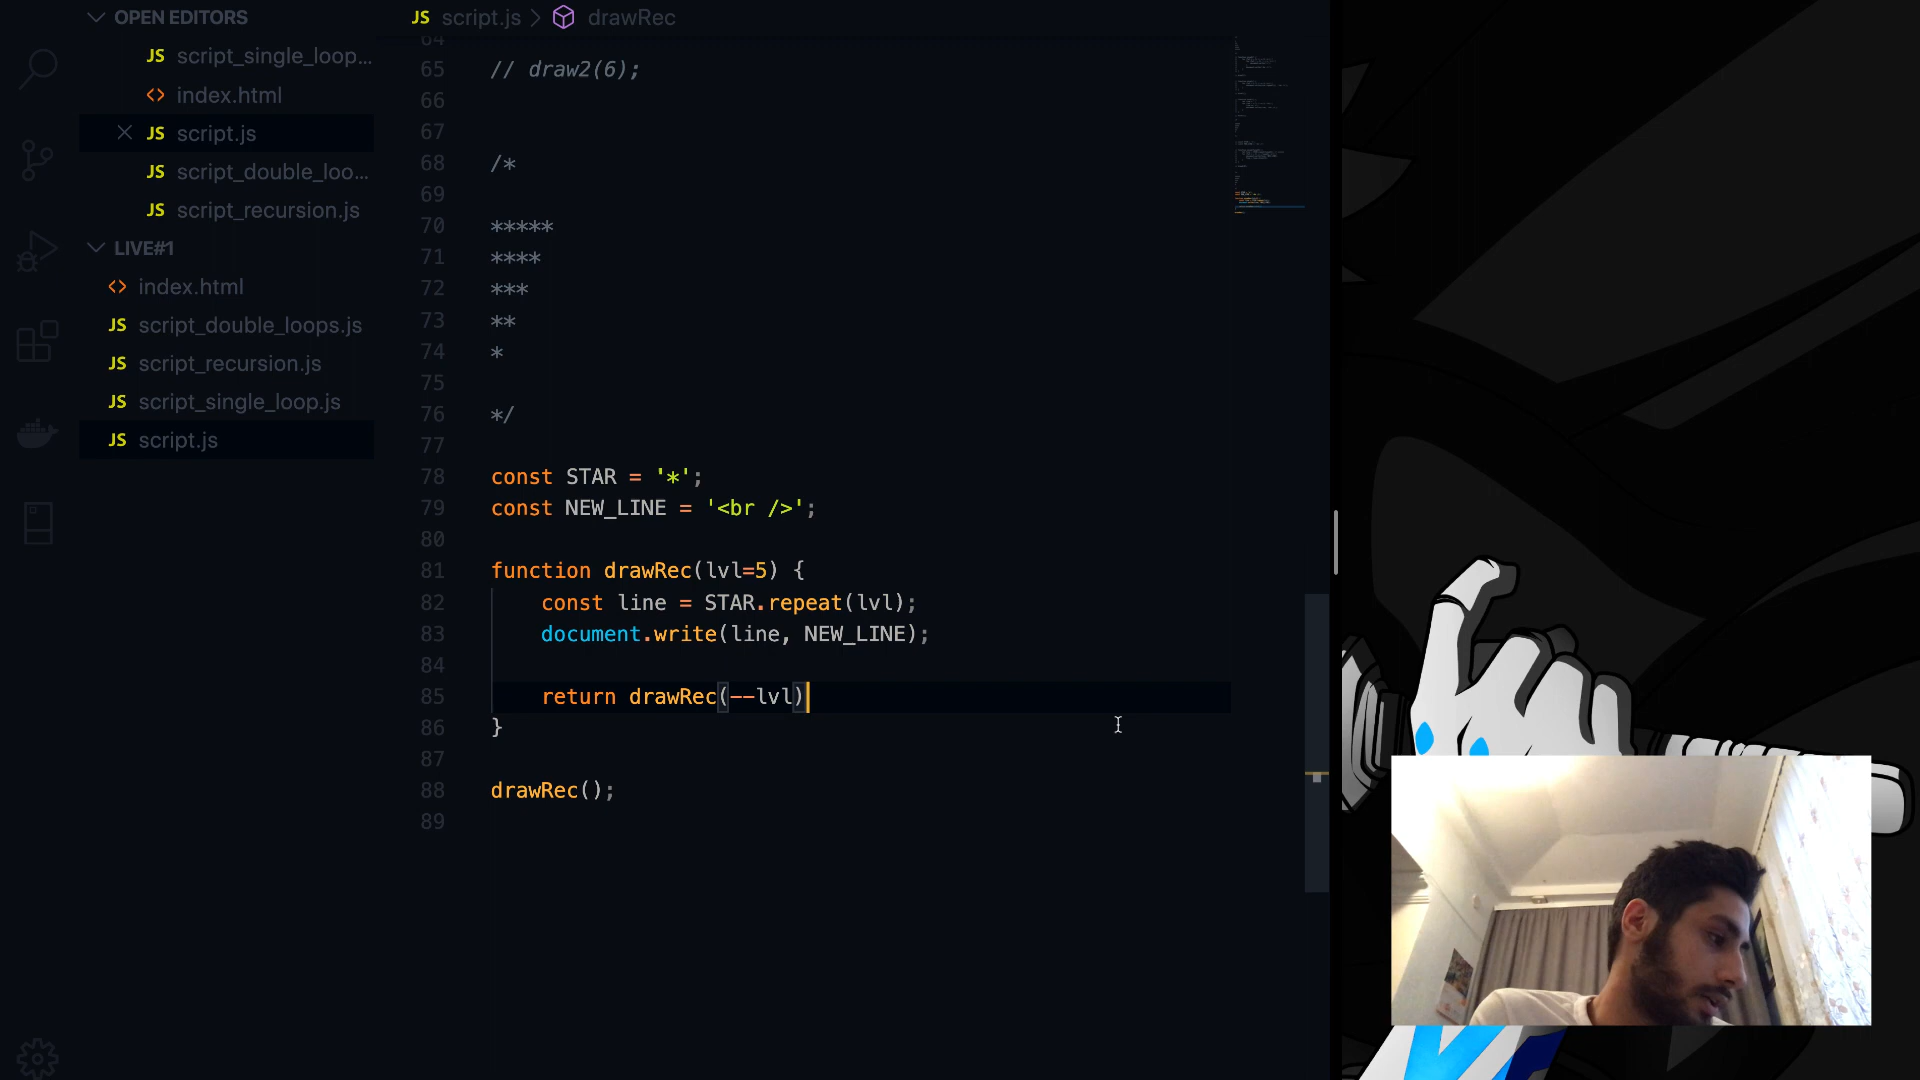 OPEN EDITORS
JS script_single_loop...
<> index.html
JS script.js
JS script_double_loo...
JS script_recursion.js
LIVE#1
<> index.html
JS script_double_loops.js
JS script_recursion.js
JS script_single_loop.js
JS script.js
JS script.js > drawRec
64
65 // draw2(6);
66
67
68 /*
69
70 *****
71 ****
72 ***
73 **
74 *
75
76 */
77
78 const STAR = '*';
79 const NEW_LINE = '<br />';
80
81 function drawRec(lvl=5) {
82 const line = STAR.repeat(lvl);
83 document.write(line, NEW_LINE);
84
85 return drawRec(--lvl)
86 }
87
88 drawRec();
89